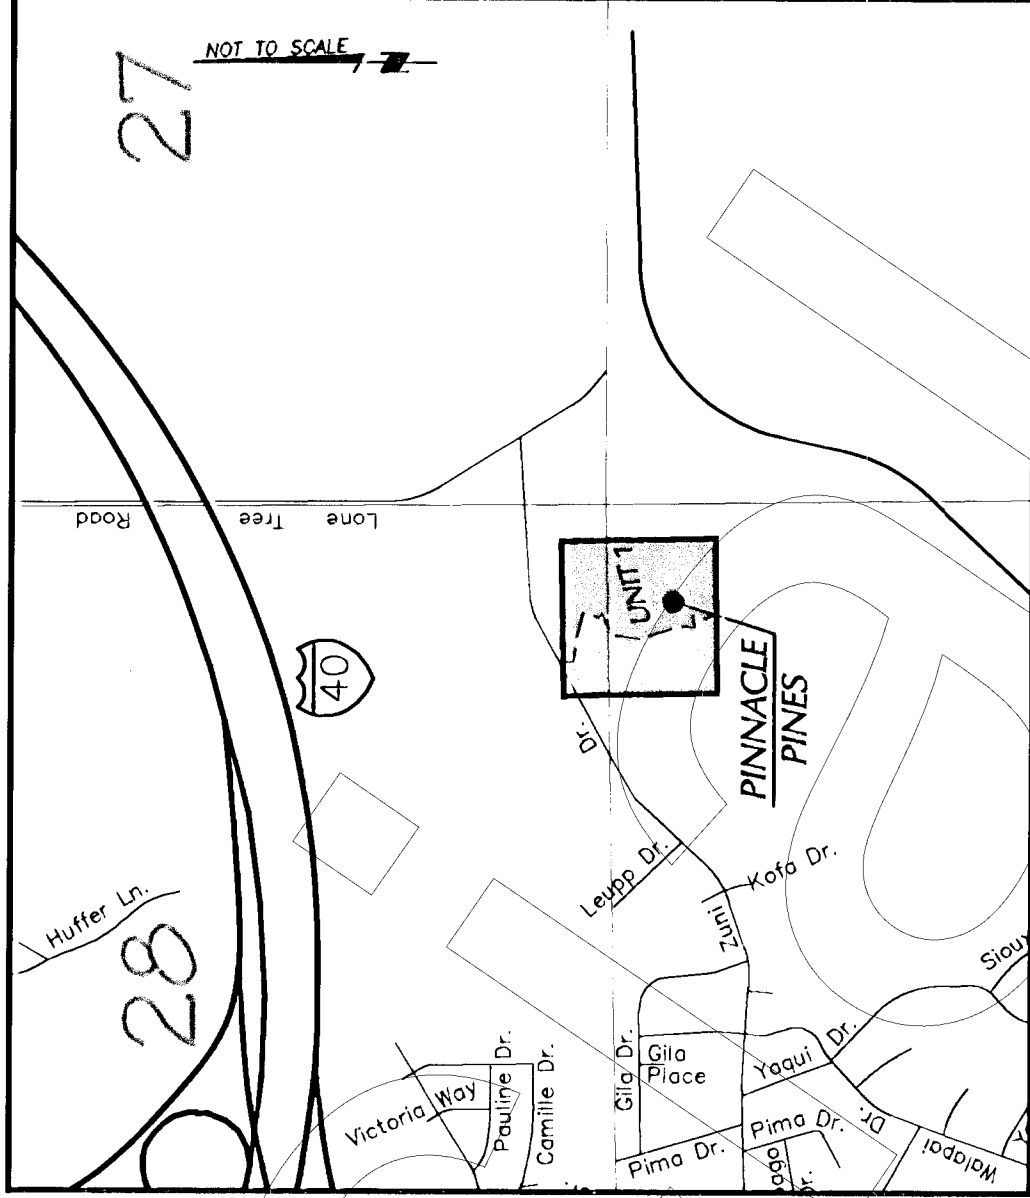 NOT TO SCALE
27
Lone Tree Road
40
UNIT 1
PINNACLE
PINES
Dr.
Huffer Ln.
28
Leupp Dr.
Kofa Dr.
Zuni
Sioux
Victoria Way
Pauline Dr.
Camille Dr.
Gila Dr.
Gila
Place
Yaqui Dr.
Pima Dr.
Pima Dr.
Dr.
Walapai
Dr.